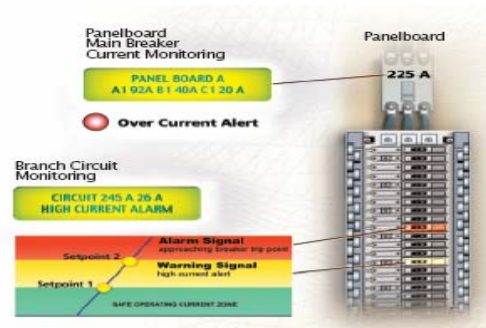 Panelboard
Main Breaker
Current Monitoring
PANEL BOARD A
A1 92A B1 40A C1 20 A
Over Current Alert
Panelboard
225 A
Branch Circuit
Monitoring
CIRCUIT 245 A 26 A
HIGH CURRENT ALARM
Alarm Signal
approaching breaker trip point
Setpoint 2
Warning Signal
high current alert
Setpoint 1
SAFE OPERATING CURRENT ZONE